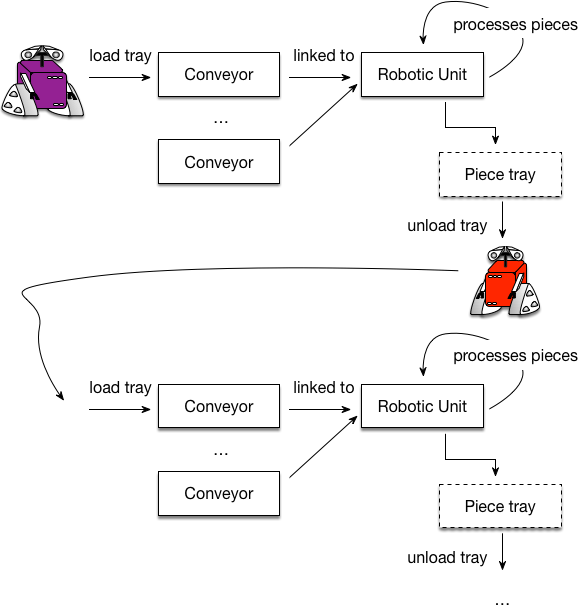 processes pieces
load tray
linked to
Conveyor
Robotic Unit
...
Conveyor
Piece tray
unload tray
processes pieces
load tray
linked to
Conveyor
Robotic Unit
...
Conveyor
Piece tray
unload tray
...